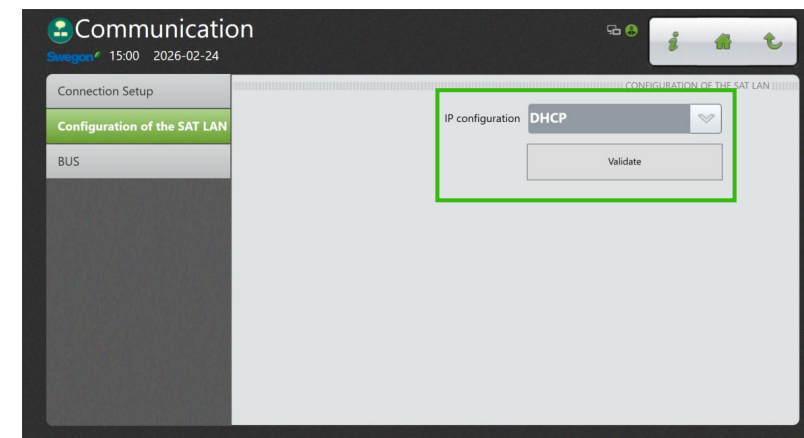 Communication
Swegon 15:00 2026-02-24
Connection Setup
CONFIGURATION OF THE SAT LAN
Configuration of the SAT LAN
IP configuration DHCP
BUS
Validate